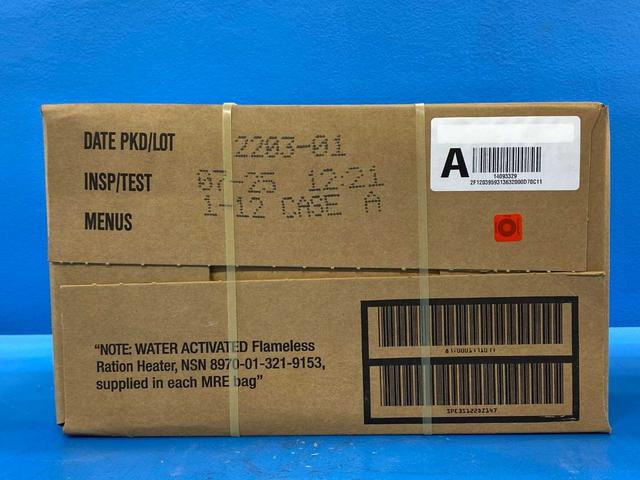 DATE PKD/LOT 2203-01
INSP/TEST 07-25 12:21
MENUS 1-12 CASE A
A
14093329
"NOTE: WATER ACTIVATED Flameless
Ration Heater, NSN 8970-01-321-9153,
supplied in each MRE bag"